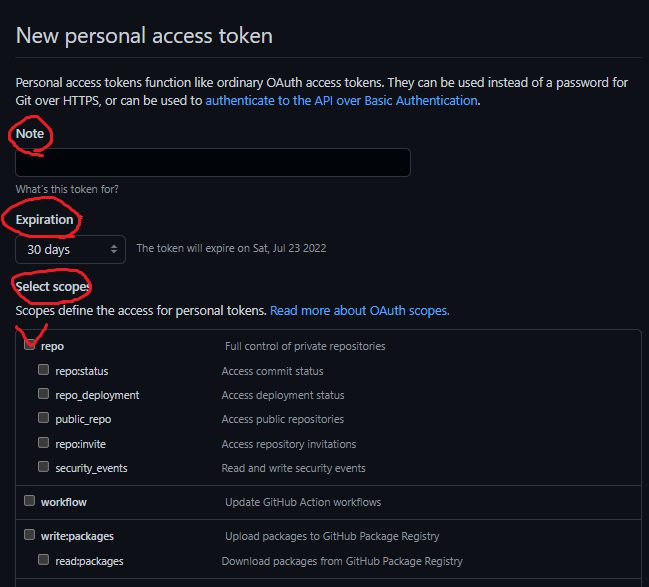 New personal access token
Personal access tokens function like ordinary OAuth access tokens. They can be used instead of a password for
Git over HTTPS, or can be used to authenticate to the API over Basic Authentication.
Note
What's this token for?
Expiration
30 days
The token will expire on Sat, Jul 23 2022
Select scopes
Scopes define the access for personal tokens. Read more about OAuth scopes.
repo Full control of private repositories
repo:status Access commit status
repo_deployment Access deployment status
public_repo Access public repositories
repo:invite Access repository invitations
security_events Read and write security events
workflow Update GitHub Action workflows
write:packages Upload packages to GitHub Package Registry
read:packages Download packages from GitHub Package Registry